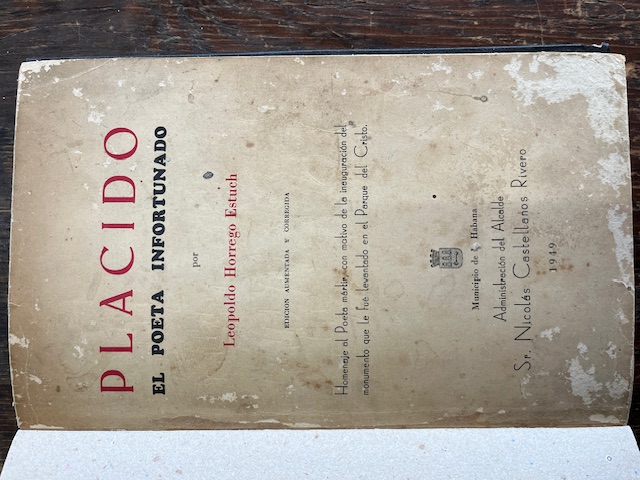 PLACIDO
EL POETA INFORTUNADO
por
Leopoldo Horrego Estuch
EDICION AUMENTADA Y CORREGIDA
Homenaje al Poeta mártir, con motivo de la inauguración del
monumento que le fué levantado en el Parque del Cristo.
Municipio de La Habana
Administración del Alcalde
Sr. Nicolás Castellaños Rivero
1949